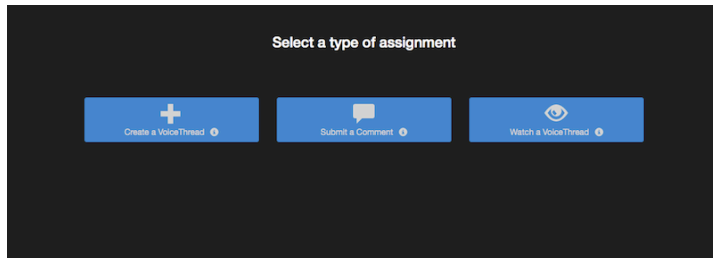 Select a type of assignment
Create a VoiceThread
Submit a Comment
Watch a VoiceThread